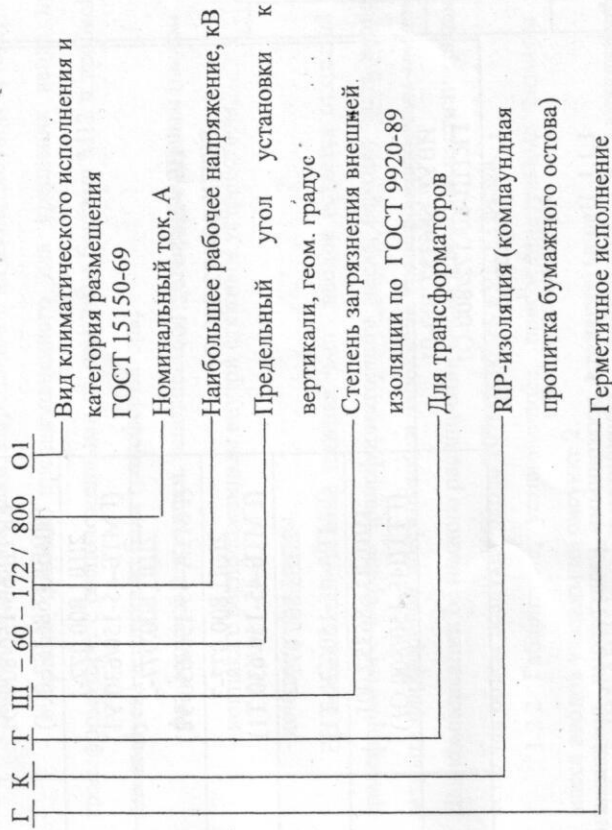 Г К Т III – 60 – 172 / 800 О1
Вид климатического исполнения и
категория размещения
ГОСТ 15150-69
Номинальный ток, А
Наибольшее рабочее напряжение, кВ
Предельный угол установки к
вертикали, геом. градус
Степень загрязнения внешней
изоляции по ГОСТ 9920-89
Для трансформаторов
RIP-изоляция (компаундная
пропитка бумажного остова)
Герметичное исполнение